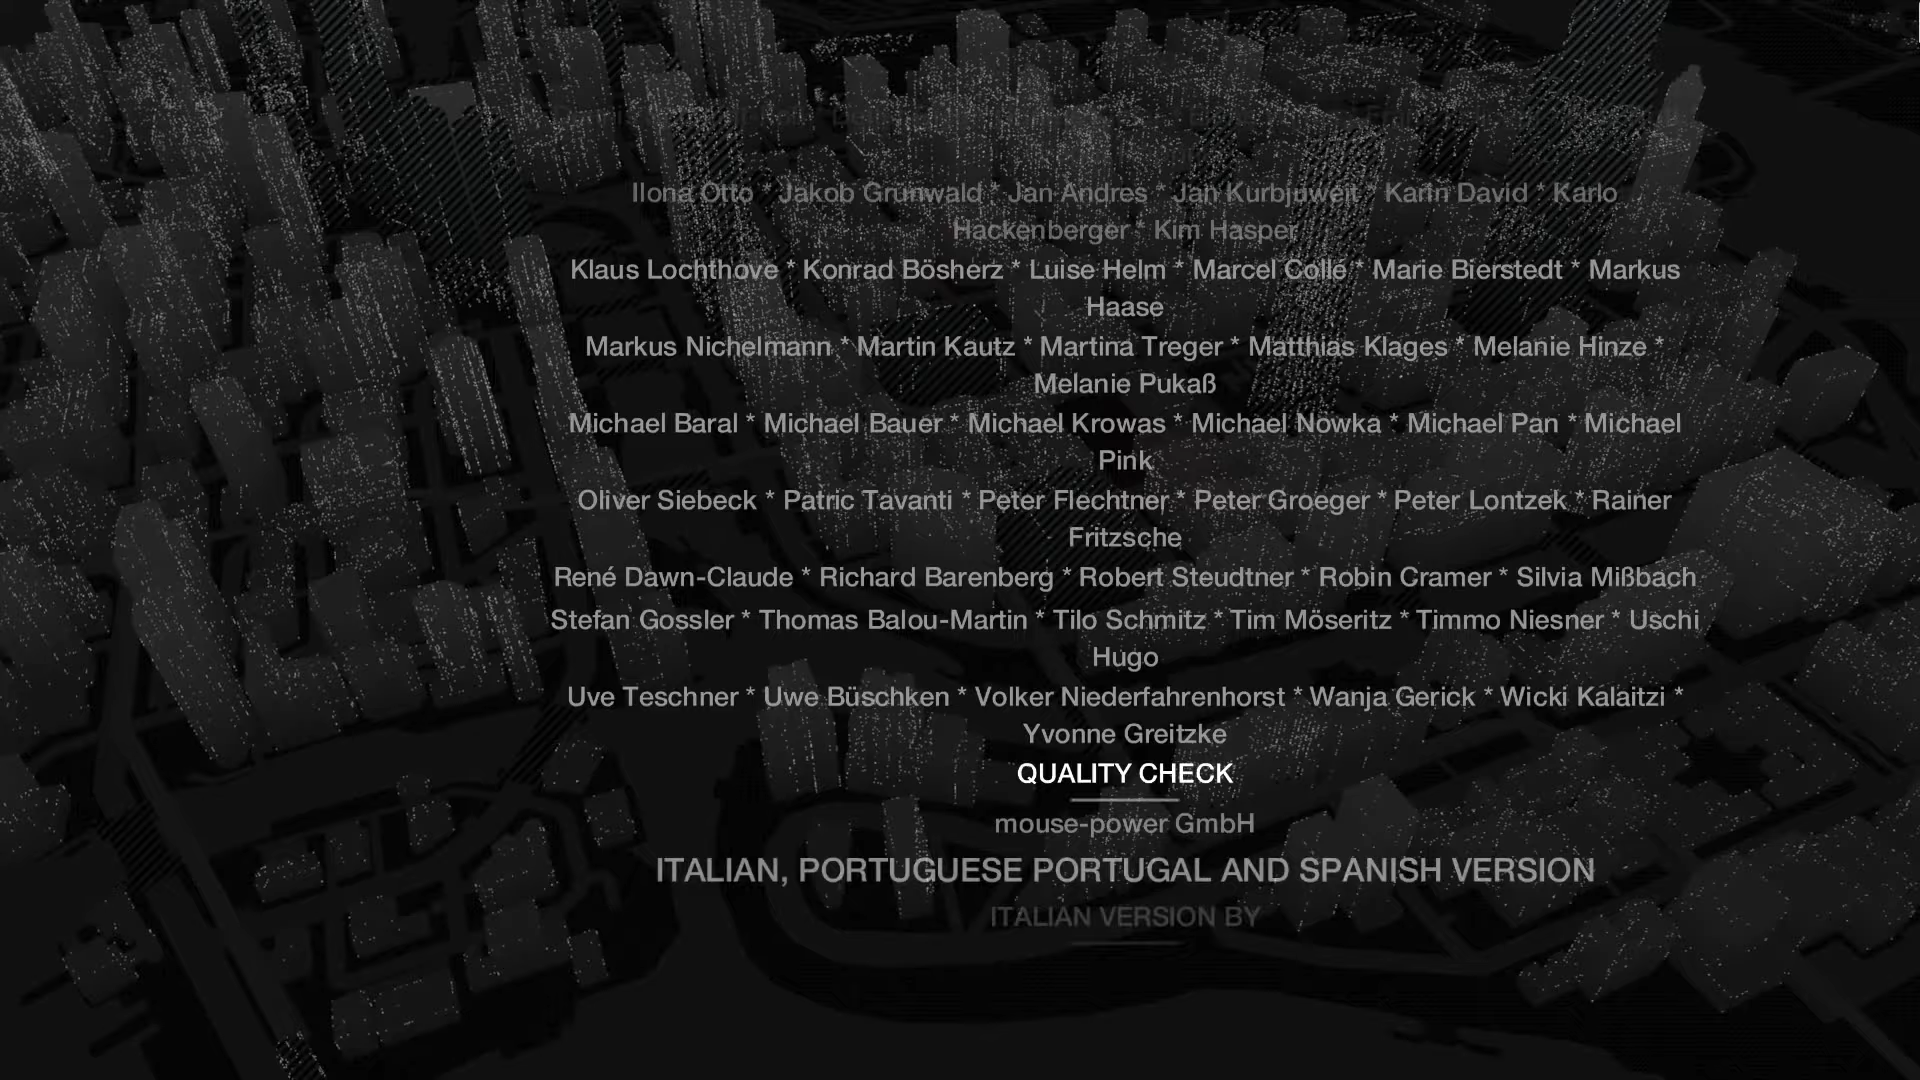 Ilona Otto * Jakob Grunwald * Jan Andres * Jan Kurbjuweit * Karin David * Karlo
Hackenberger * Kim Hasper
Klaus Lochthove * Konrad Bösherz * Luise Helm * Marcel Collé * Marie Bierstedt * Markus
Haase
Markus Nichelmann * Martin Kautz * Martina Treger * Matthias Klages * Melanie Hinze *
Melanie Pukaß
Michael Baral * Michael Bauer * Michael Krowas * Michael Nowka * Michael Pan * Michael
Pink
Oliver Siebeck * Patric Tavanti * Peter Flechtner * Peter Groeger * Peter Lontzek * Rainer
Fritzsche
René Dawn-Claude * Richard Barenberg * Robert Steudtner * Robin Cramer * Silvia Mißbach
Stefan Gossler * Thomas Balou-Martin * Tilo Schmitz * Tim Möseritz * Timmo Niesner * Uschi
Hugo
Uve Teschner * Uwe Büschken * Volker Niederfahrenhorst * Wanja Gerick * Wicki Kalaitzi *
Yvonne Greitzke
QUALITY CHECK
mouse-power GmbH
ITALIAN, PORTUGUESE PORTUGAL AND SPANISH VERSION
ITALIAN VERSION BY